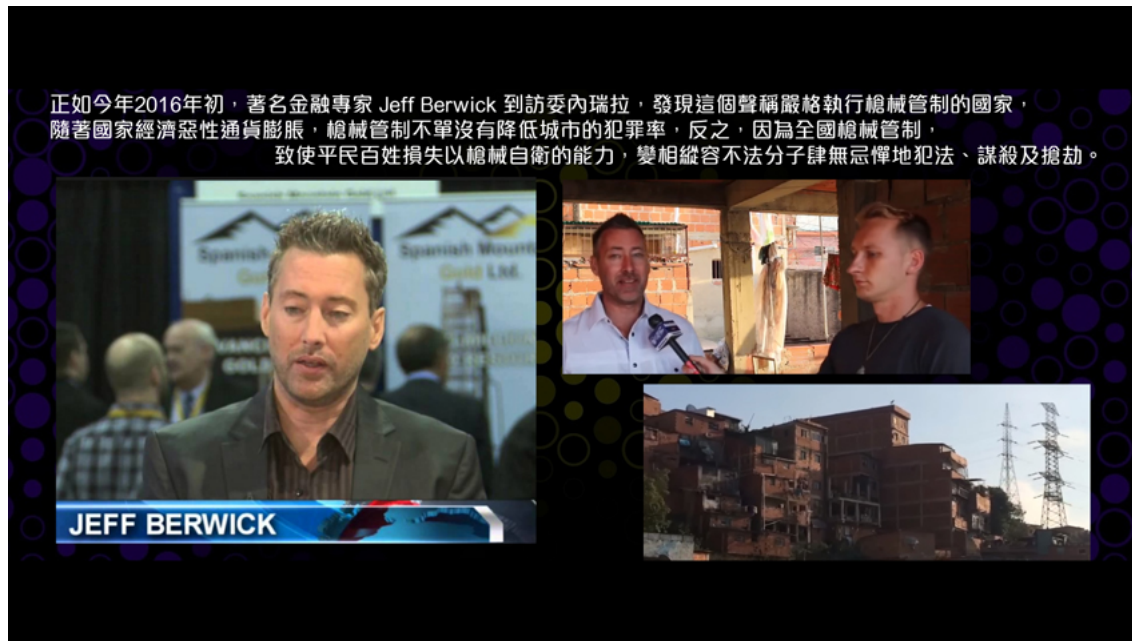 正如今年2016年初，著名金融專家 Jeff Berwick 到訪委內瑞拉，發現這個聲稱嚴格執行槍械管制的國家，
隨著國家經濟惡性通貨膨脹，槍械管制不單沒有降低城市的犯罪率，反之，因為全國槍械管制，
致使平民百姓損失以槍械自衛的能力，變相縱容不法分子肆無忌憚地犯法、謀殺及搶劫。
Spanish Mountain
Gold Ltd.
JEFF BERWICK